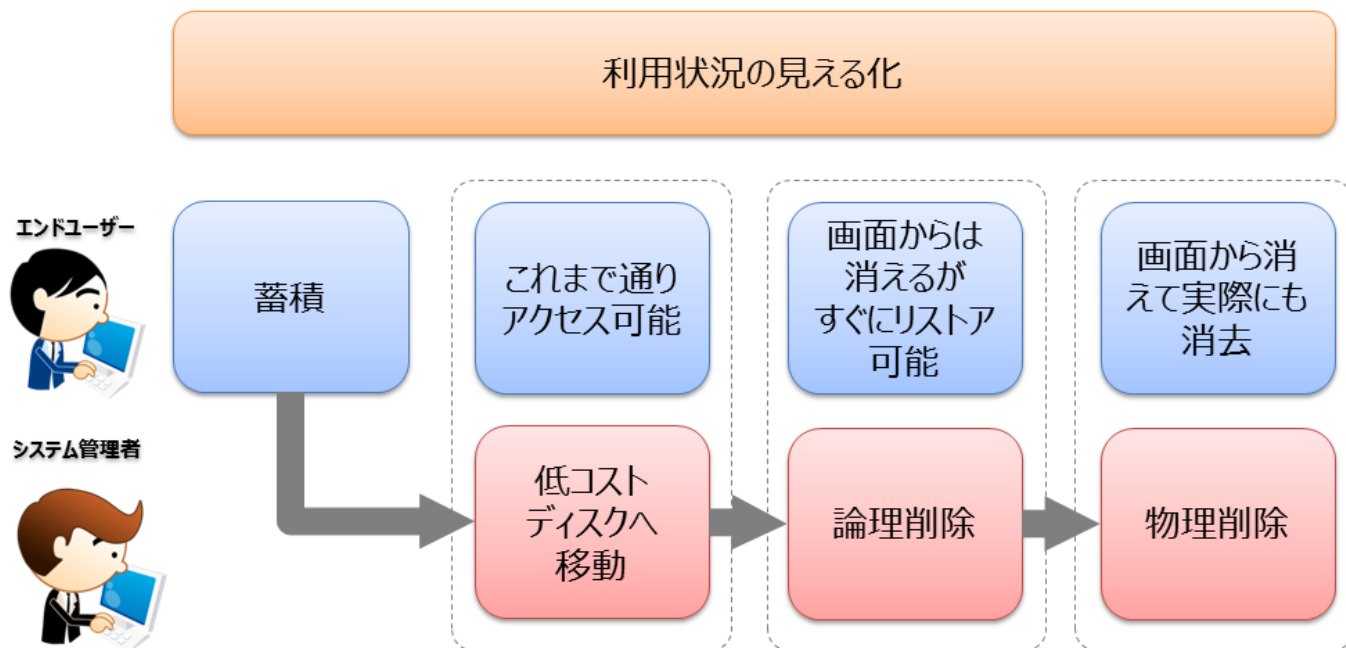 利用状況の見える化
エンドユーザー
蓄積
これまで通り
アクセス可能
画面からは
消えるが
すぐにリストア
可能
画面から消
えて実際にも
消去
システム管理者
低コスト
ディスクへ
移動
論理削除
物理削除